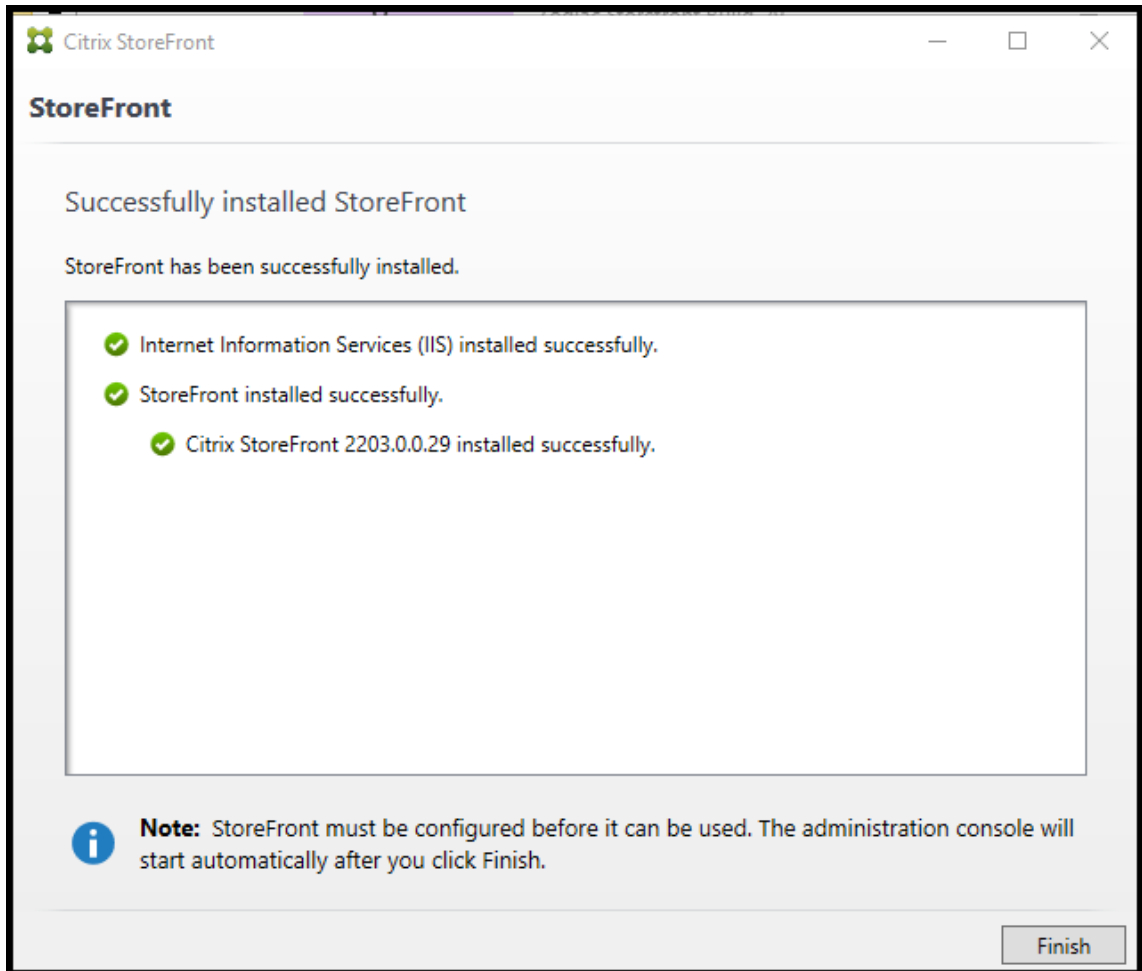 Citrix StoreFront
StoreFront
Successfully installed StoreFront
StoreFront has been successfully installed.
Internet Information Services (IIS) installed successfully.
StoreFront installed successfully.
Citrix StoreFront 2203.0.0.29 installed successfully.
Note: StoreFront must be configured before it can be used. The administration console will
start automatically after you click Finish.
Finish